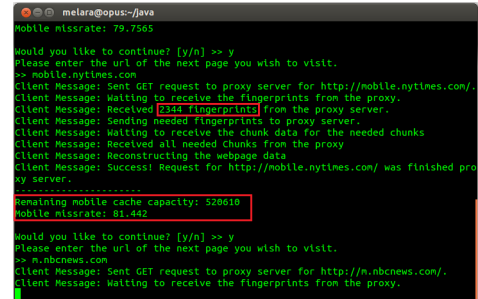 melara@opus:~/java
Mobile missrate: 79.7565
Would you like to continue? [y/n] >> y
Please enter the url of the next page you wish to visit.
>> mobile.nytimes.com
Client Message: Sent GET request to proxy server for http://mobile.nytimes.com/.
Client Message: Waiting to receive the fingerprints from the proxy.
Client Message: Received 2344 fingerprints from the proxy server.
Client Message: Sending needed fingerprints to proxy server.
Client Message: Waiting to receive the chunk data for the needed chunks
Client Message: Received all needed Chunks from the proxy
Client Message: Reconstructing the webpage data
Client Message: Success! Request for http://mobile.nytimes.com/ was finished pro
xy server.
----------------------
Remaining mobile cache capacity: 520610
Mobile missrate: 81.442
Would you like to continue? [y/n] >> y
Please enter the url of the next page you wish to visit.
>> m.nbcnews.com
Client Message: Sent GET request to proxy server for http://m.nbcnews.com/.
Client Message: Waiting to receive the fingerprints from the proxy.